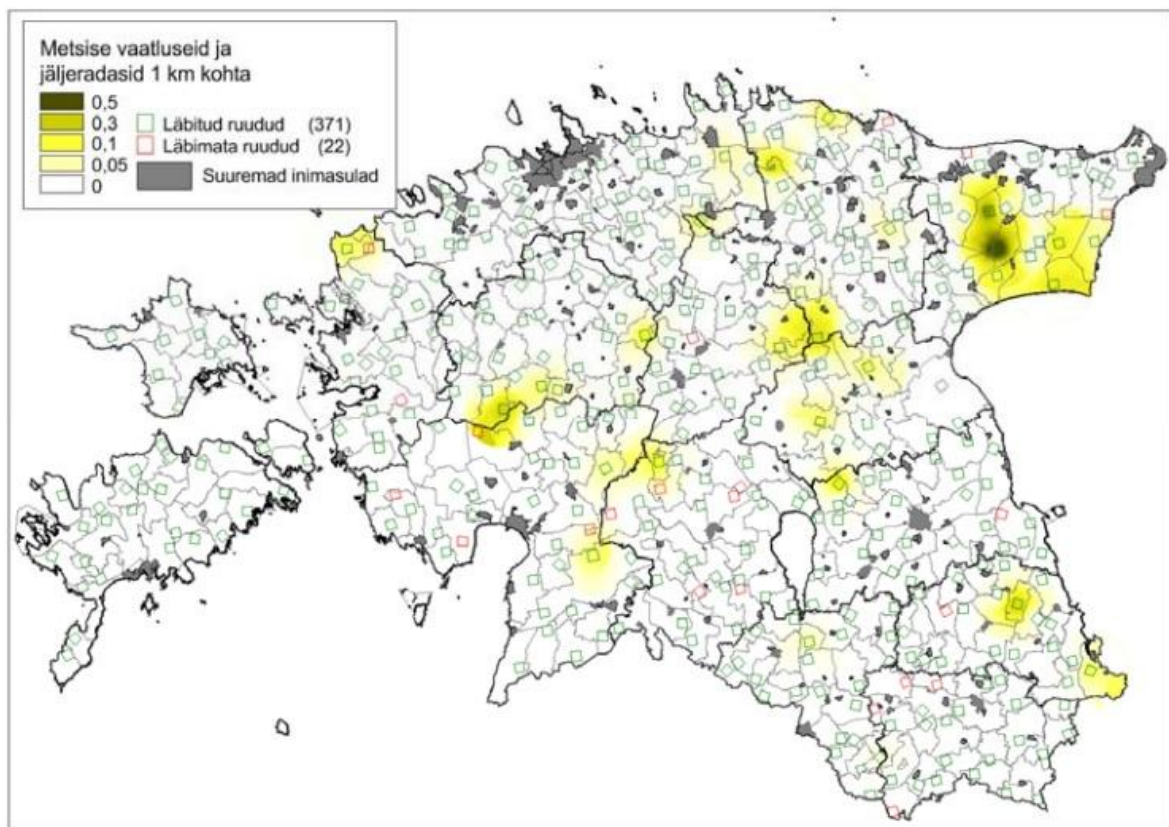 Metsise vaatluseid ja
jäljeradasid 1 km kohta
0,5
0,3
0,1
0,05
0
Läbitud ruudud (371)
Läbimata ruudud (22)
Suuremad inimasulad